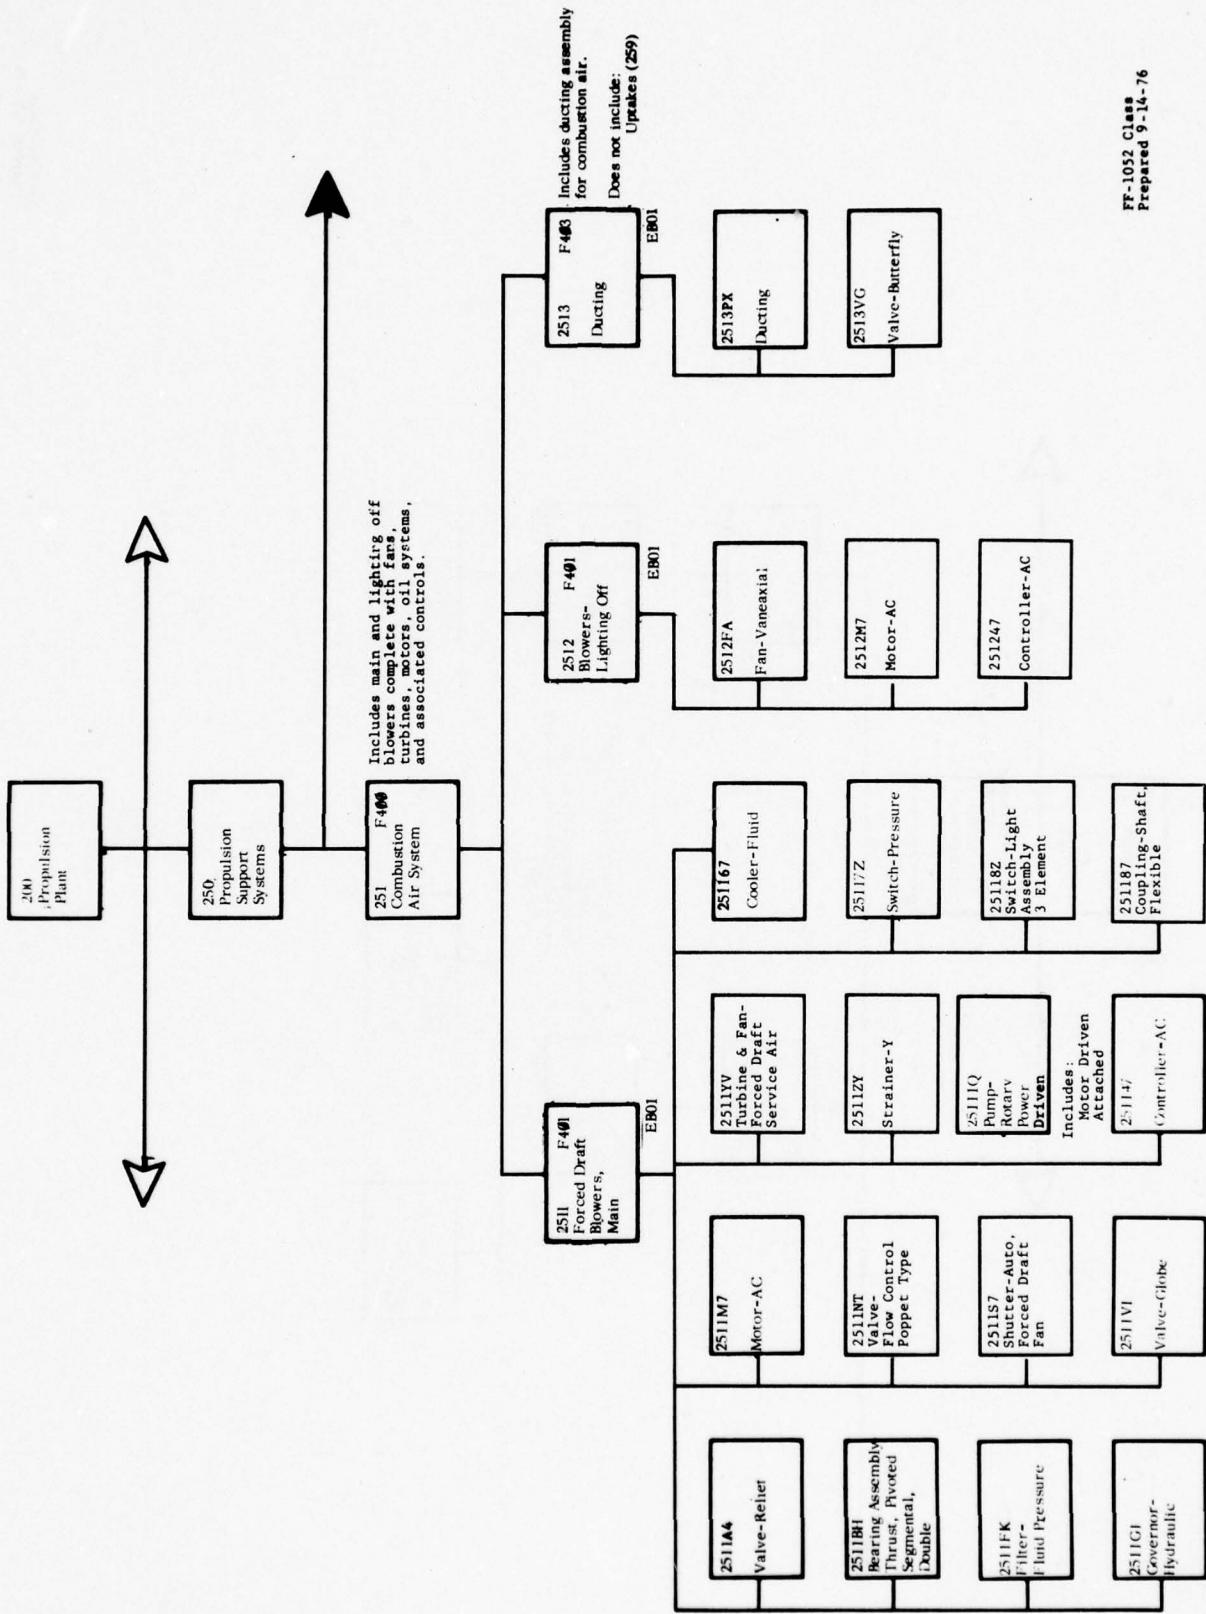 200
Propulsion
Plant
250
Propulsion
Support
Systems
251 F400
Combustion
Air System
Includes main and lighting off
blowers complete with fans,
turbines, motors, oil systems,
and associated controls.
2511 F401
Forced Draft
Blowers,
Main
EB01
2512 F401
Blowers-
Lighting Off
EB01
2513 F403
Ducting
EB01
Includes ducting assembly
for combustion air.
Does not include:
Uptakes (259)
2511A4
Valve-Relief
2511BH
Bearing Assembly
Thrust, Pivoted
Segmental,
Double
2511FK
Filter-
Fluid Pressure
2511G1
Governor-
Hydraulic
2511M7
Motor-AC
2511NT
Valve-
Flow Control
Poppet Type
2511S7
Shutter-Auto,
Forced Draft
Fan
2511V1
Valve-Globe
2511YV
Turbine & Fan-
Forced Draft
Service Air
2511ZY
Strainer-Y
25111Q
Pump-
Rotary
Power
Driven
Includes:
Motor Driven
Attached
251147
Controller-AC
251167
Cooler-Fluid
25117Z
Switch-Pressure
25118Z
Switch-Light
Assembly
3 Element
251187
Coupling-Shaft,
Flexible
2512FA
Fan-Vaneaxial
2512M7
Motor-AC
251247
Controller-AC
2513PX
Ducting
2513VG
Valve-Butterfly
FF-1052 Class
Prepared 9-14-76